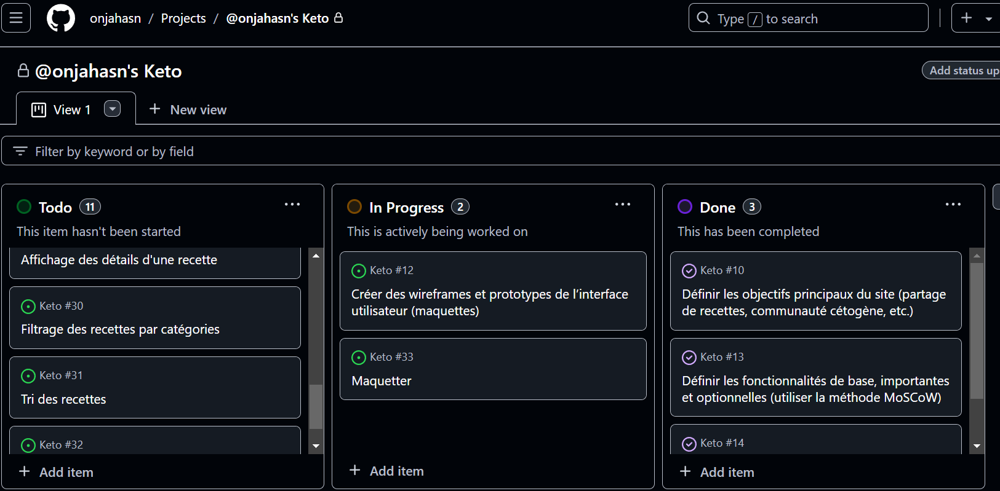 onjahasn / Projects / @onjahasn's Keto
Type / to search
@onjahasn's Keto
Add status up
View 1
New view
Filter by keyword or by field
Todo 11
This item hasn't been started
Affichage des détails d'une recette
Keto #30
Filtrage des recettes par catégories
Keto #31
Tri des recettes
Keto #32
Add item
In Progress 2
This is actively being worked on
Keto #12
Créer des wireframes et prototypes de l’interface
utilisateur (maquettes)
Keto #33
Maquetter
Add item
Done 3
This has been completed
Keto #10
Définir les objectifs principaux du site (partage
de recettes, communauté cétogène, etc.)
Keto #13
Définir les fonctionnalités de base, importantes
et optionnelles (utiliser la méthode MoSCoW)
Keto #14
Add item